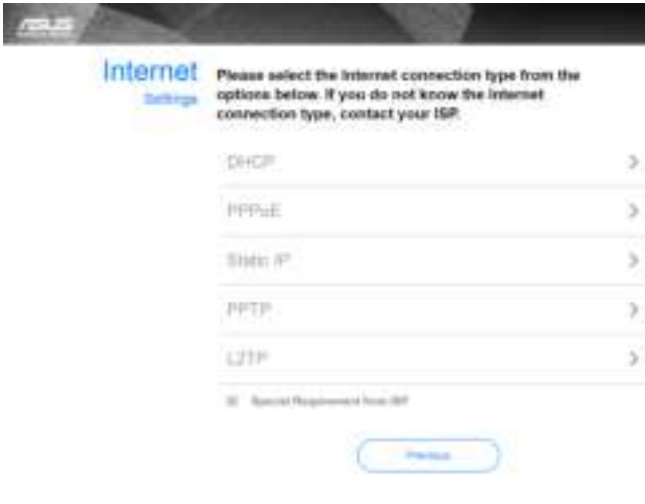 ASUS
Internet
Settings
Please select the Internet connection type from the
options below. If you do not know the Internet
connection type, contact your ISP.
DHCP
PPPoE
Static IP
PPTP
L2TP
Special Requirement from ISP
Previous